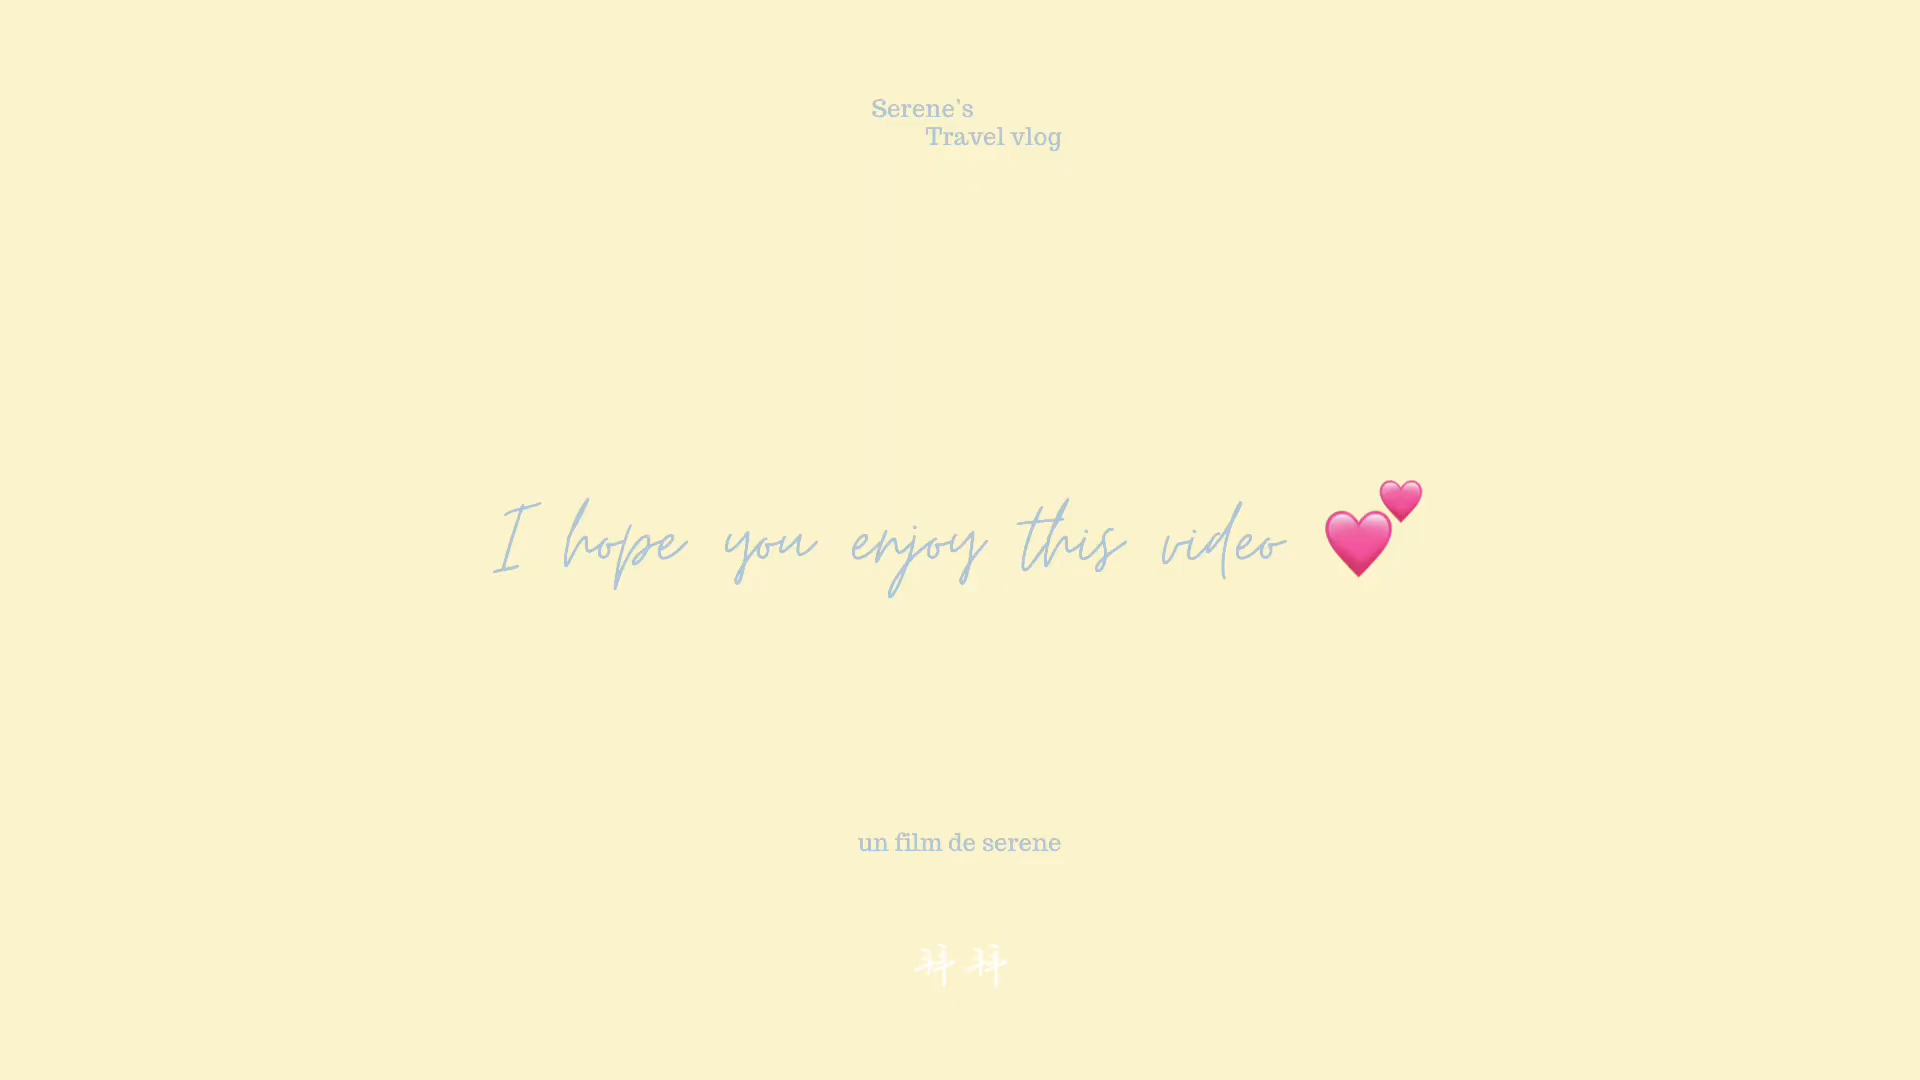 Serene's
Travel vlog
I hope you enjoy this video 💕
un film de serene